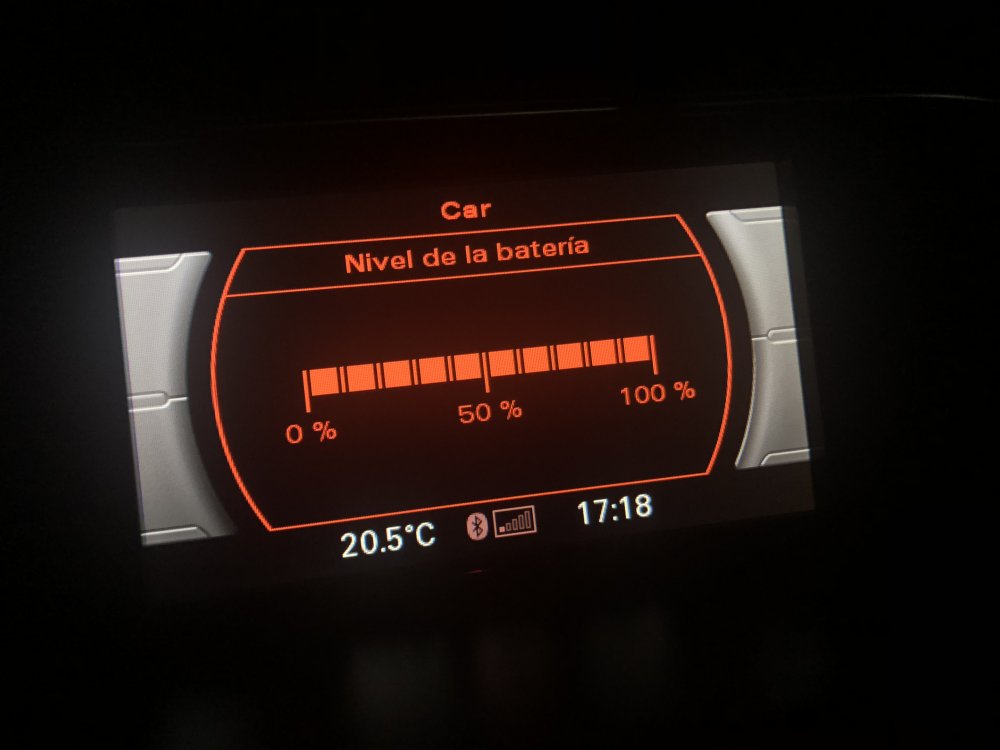 Car
Nivel de la batería
0 % 50 % 100 %
20.5°C 17:18